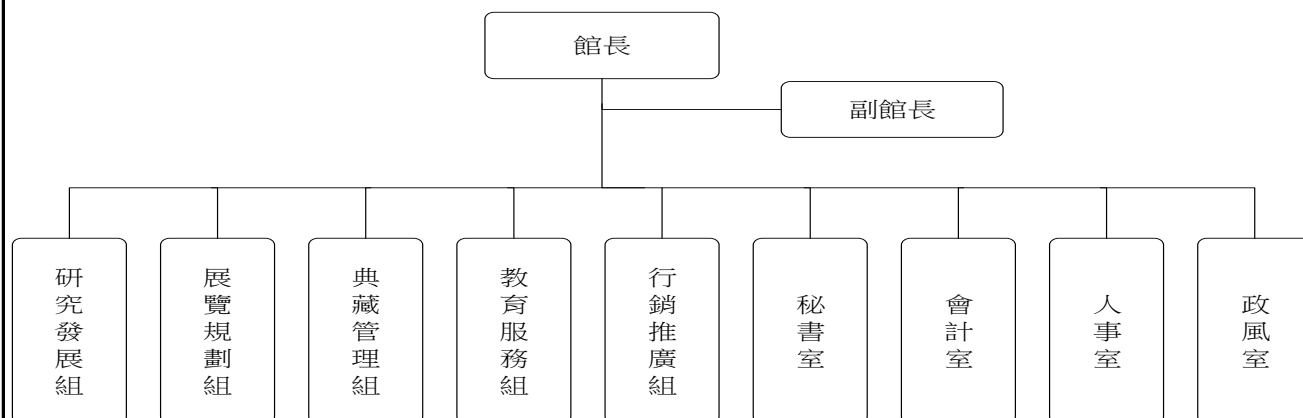 館長
副館長
研究發展組
展覽規劃組
典藏管理組
教育服務組
行銷推廣組
秘書室
會計室
人事室
政風室